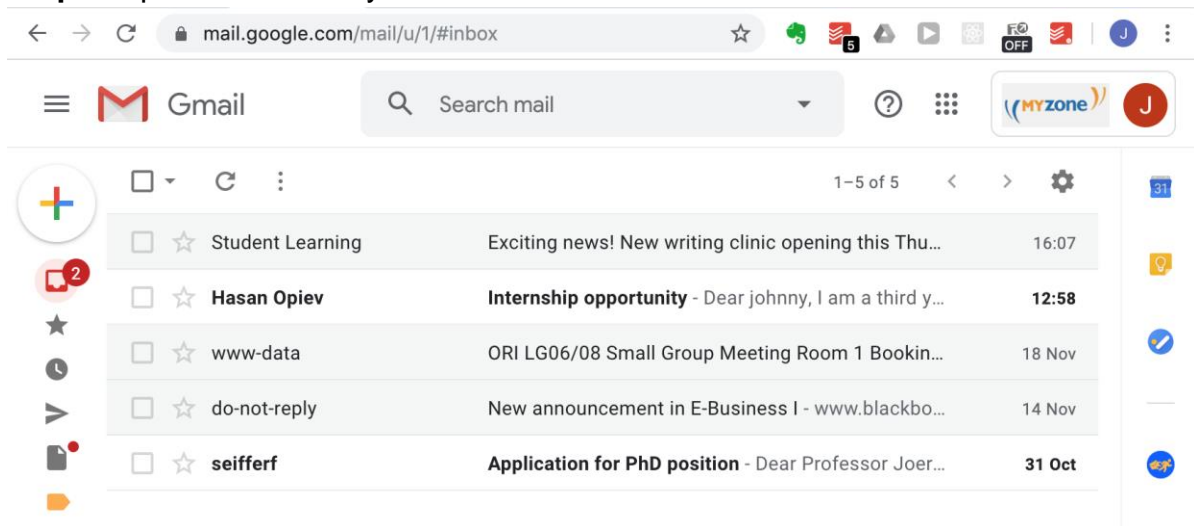 mail.google.com/mail/u/1/#inbox
5
OFF
J
Gmail
Search mail
((MYzone))
J
1–5 of 5
31
Student Learning Exciting news! New writing clinic opening this Thu... 16:07
2
Hasan Opiev Internship opportunity - Dear johnny, I am a third y... 12:58
www-data ORI LG06/08 Small Group Meeting Room 1 Bookin... 18 Nov
do-not-reply New announcement in E-Business I - www.blackbo... 14 Nov
seifferf Application for PhD position - Dear Professor Joer... 31 Oct